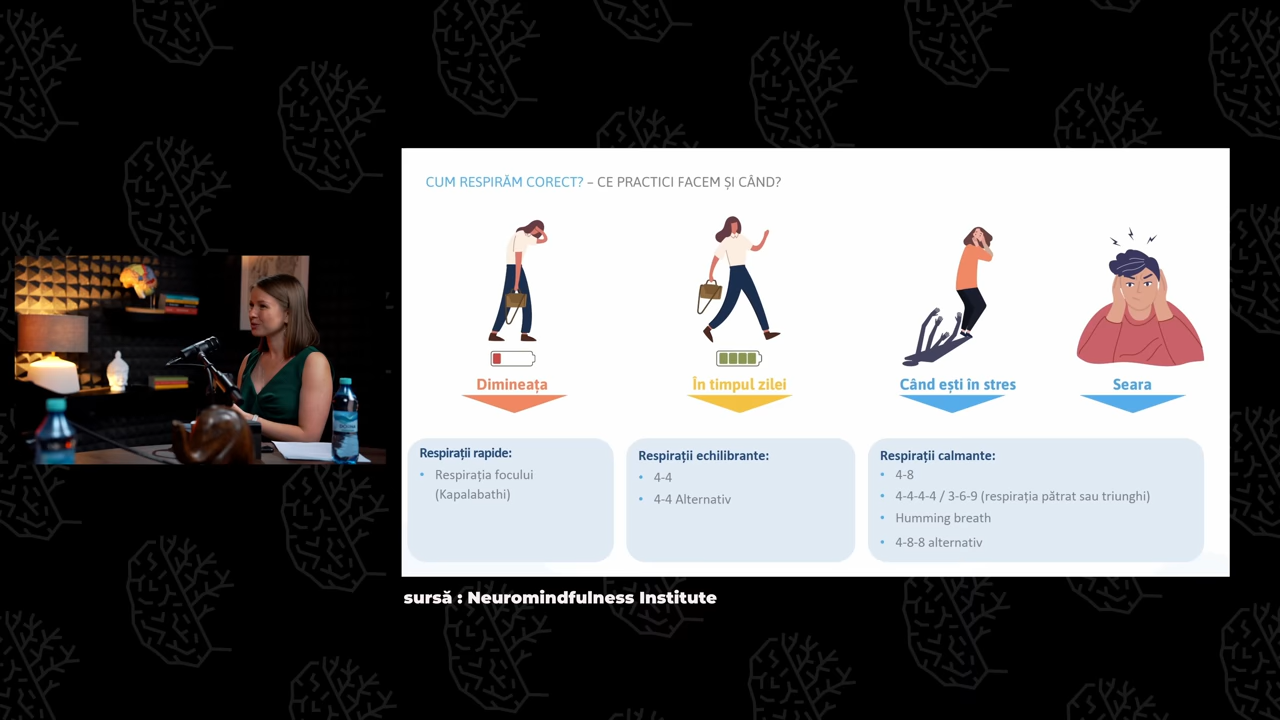 CUM RESPIRĂM CORECT? – CE PRACTICI FACEM ȘI CÂND?
Dimineața
În timpul zilei
Când ești în stres
Seara
Respirații rapide:
• Respirația focului
(Kapalabathi)
Respirații echilibrante:
• 4-4
• 4-4 Alternativ
Respirații calmante:
• 4-8
• 4-4-4-4 / 3-6-9 (respirația pătrat sau triunghi)
• Humming breath
• 4-8-8 alternativ
sursă : Neuromindfulness Institute